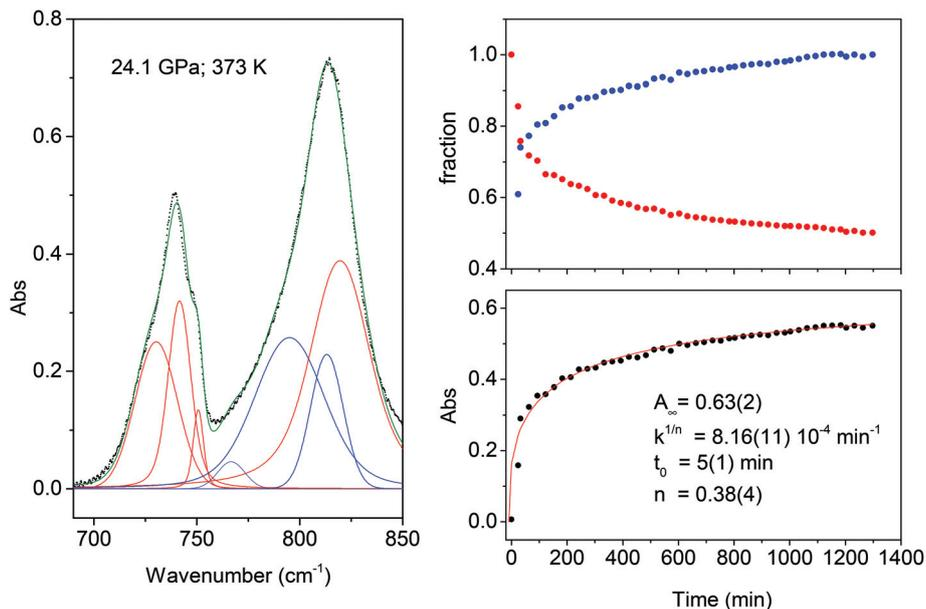 0.8
0.6
0.4
0.2
0.0
Abs
24.1 GPa; 373 K
700 750 800 850
Wavenumber (cm⁻¹)
1.0
0.8
0.6
0.4
fraction
0.6
0.4
0.2
0.0
Abs
A∞ = 0.63(2)
k¹/ⁿ = 8.16(11) 10⁻⁴ min⁻¹
t₀ = 5(1) min
n = 0.38(4)
0 200 400 600 800 1000 1200 1400
Time (min)